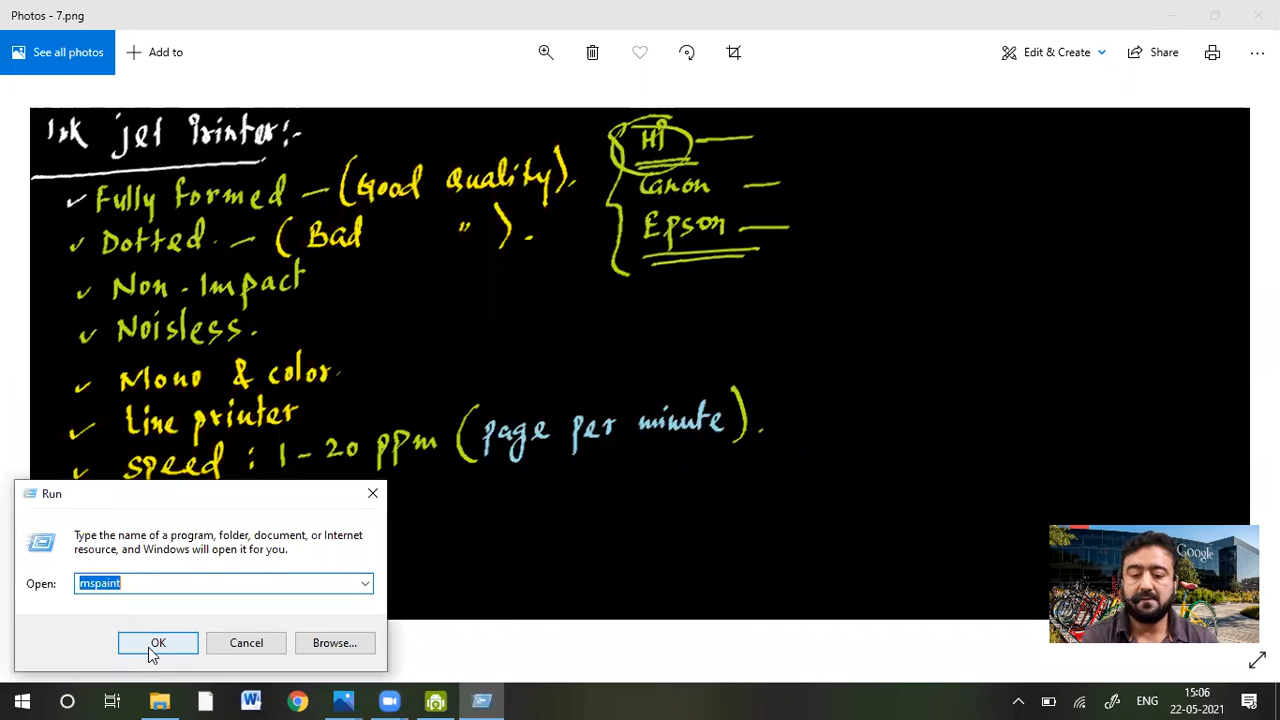 Photos - 7.png
See all photos
Add to
Edit & Create
Share
Ink jet Printer:-
Fully formed - (Good Quality).
Dotted. - (Bad " ).
Non-Impact
Noisless.
Mono & color.
Line printer
speed : 1-20 ppm (page per minute).
HP
Canon
Epson
Run
Type the name of a program, folder, document, or Internet
resource, and Windows will open it for you.
Open:
mspaint
OK
Cancel
Browse...
Google
ENG
15:06
22-05-2021